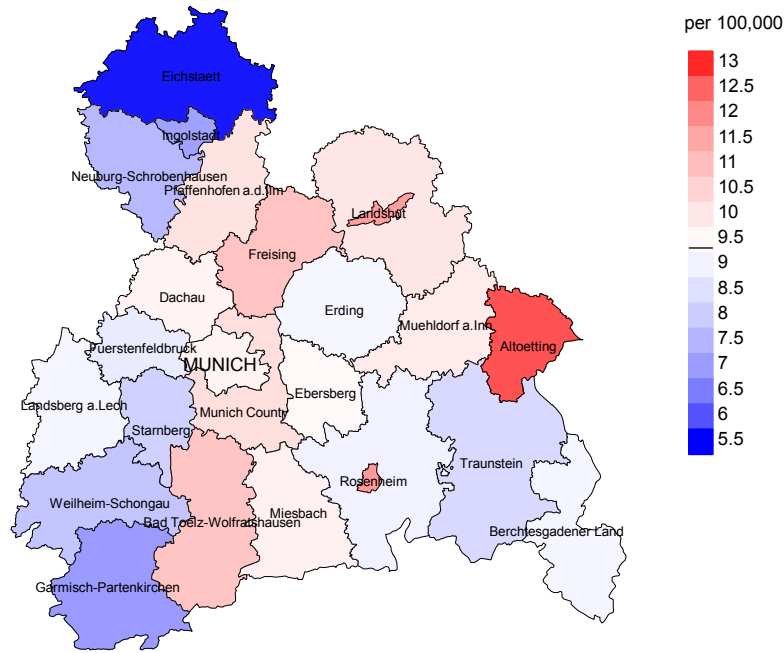 per 100,000
13
12.5
12
11.5
11
10.5
10
9.5
9
8.5
8
7.5
7
6.5
6
5.5
Eichstaett
Ingolstadt
Neuburg-Schrobenhausen
Pfaffenhofen a.d.Ilm
Landshut
Freising
Dachau
Erding
Muehldorf a.Inn
Altoetting
Fuerstenfeldbruck
MUNICH
Ebersberg
Landsberg a.Lech
Munich County
Starnberg
Traunstein
Rosenheim
Weilheim-Schongau
Miesbach
Bad Toelz-Wolfratshausen
Berchtesgadener Land
Garmisch-Partenkirchen